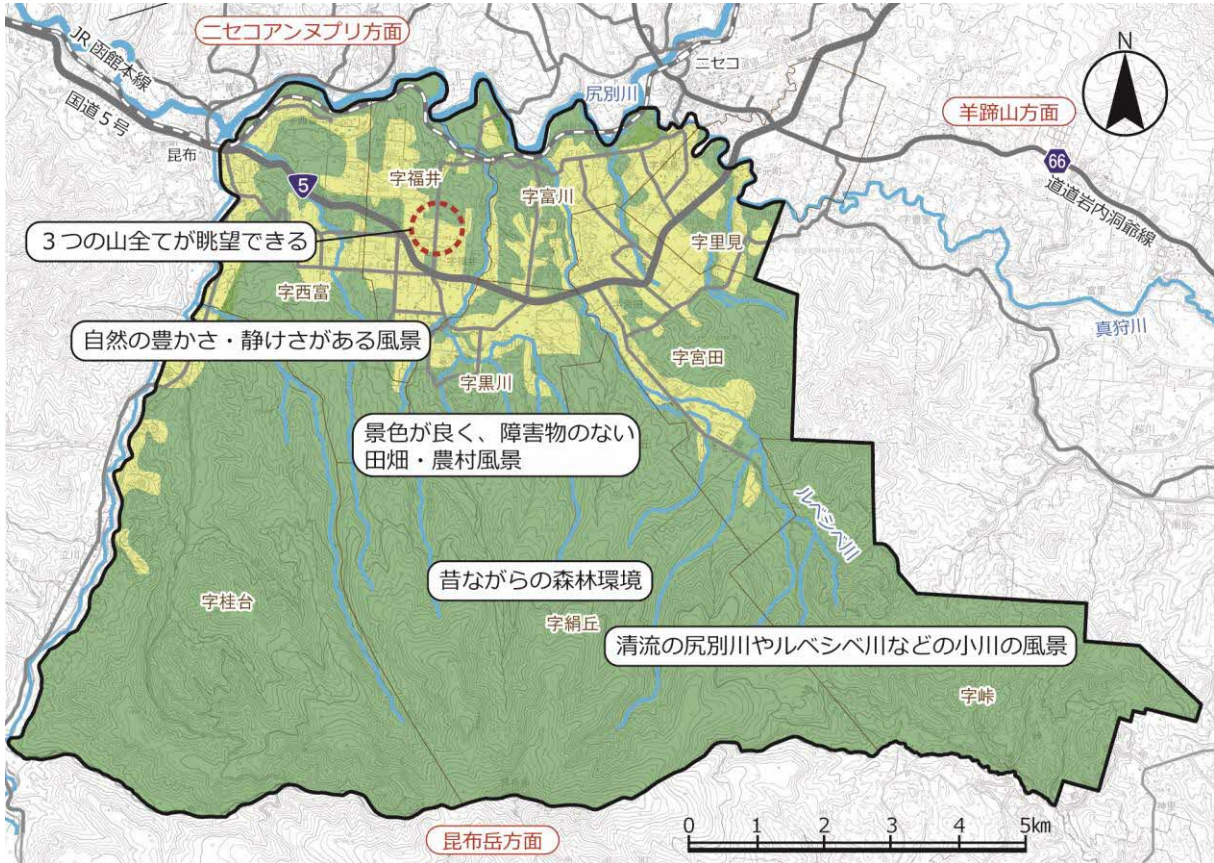 ニセコアンヌプリ方面
N
JR函館本線
国道5号
尻別川
ニセコ
羊蹄山方面
昆布
66
道道岩内洞爺線
5
字福井
字富川
3つの山全てが眺望できる
字里見
字西富
真狩川
自然の豊かさ・静けさがある風景
字宮田
字黒川
景色が良く、障害物のない
田畑・農村風景
ルベシベ川
昔ながらの森林環境
字桂台
字絹丘
清流の尻別川やルベシベ川などの小川の風景
字峠
昆布岳方面
0 1 2 3 4 5km